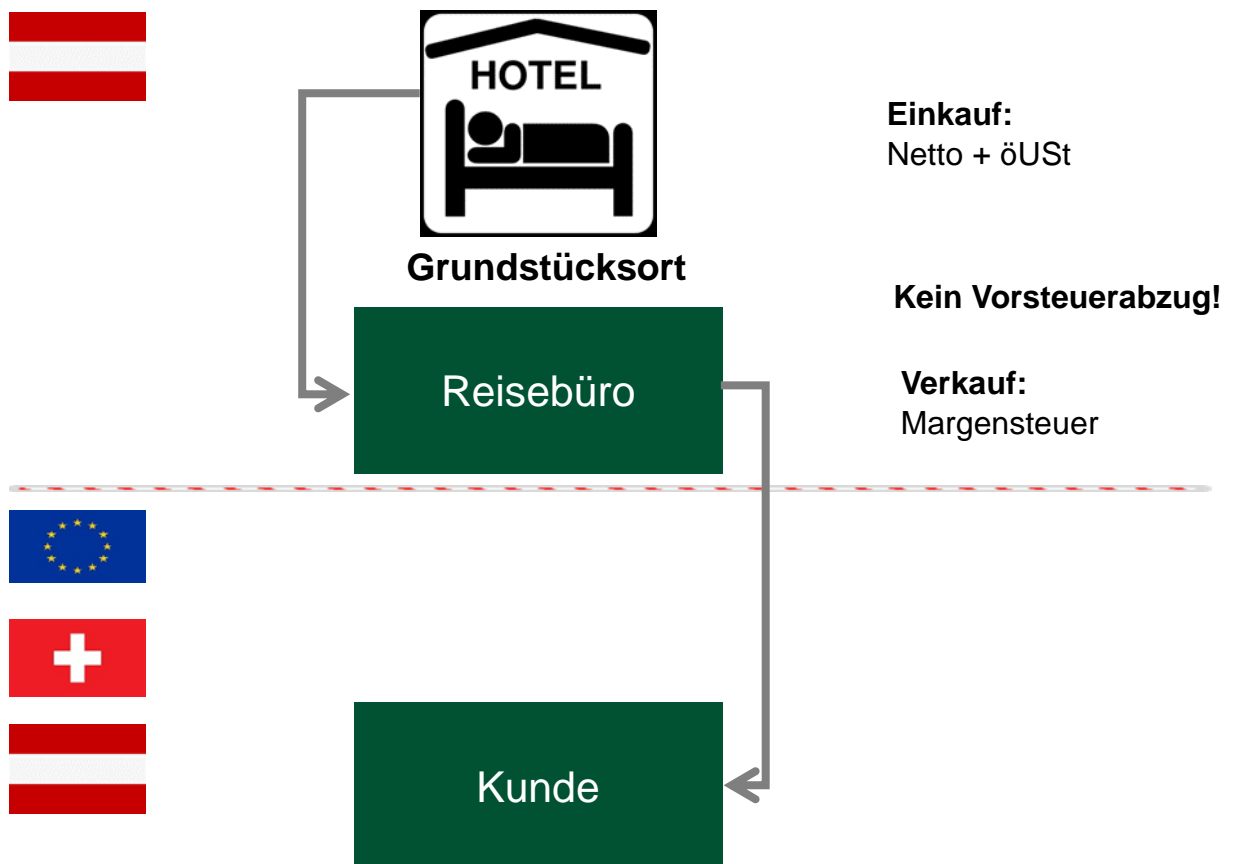 HOTEL
Grundstücksort
Einkauf:
Netto + öUSt
Kein Vorsteuerabzug!
Reisebüro
Verkauf:
Margensteuer
Kunde